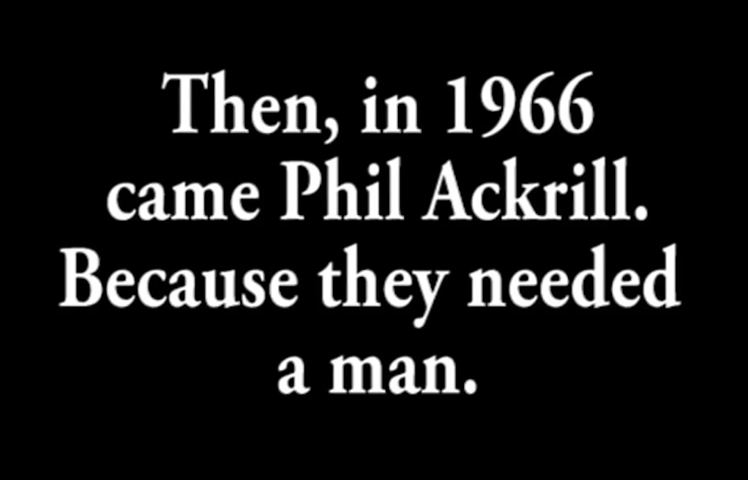 Then, in 1966
came Phil Ackrill.
Because they needed
a man.